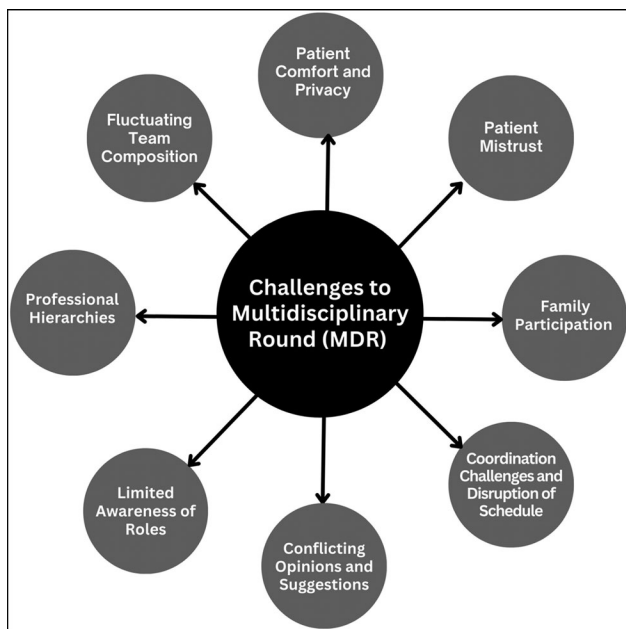 Patient
Comfort and
Privacy
Patient
Mistrust
Family
Participation
Coordination
Challenges and
Disruption of
Schedule
Conflicting
Opinions and
Suggestions
Limited
Awareness of
Roles
Professional
Hierarchies
Fluctuating
Team
Composition
Challenges to
Multidisciplinary
Round (MDR)